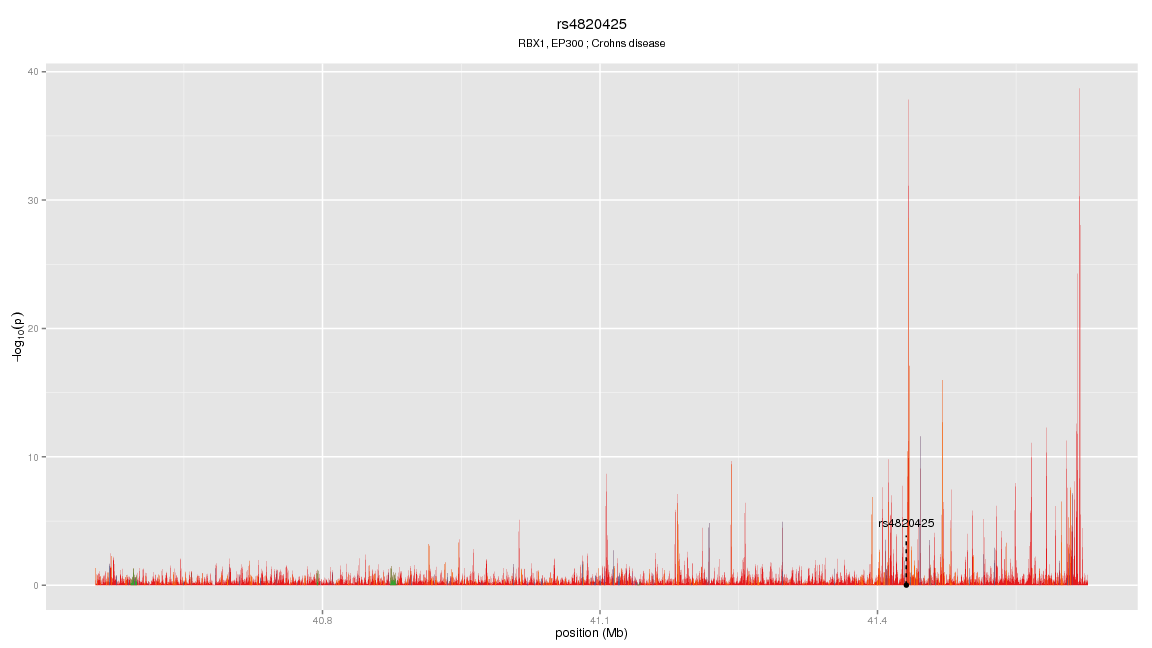 rs4820425
RBX1, EP300 ; Crohns disease
40
30
20
10
0
−log10(p)
rs4820425
40.8
41.1
41.4
position (Mb)